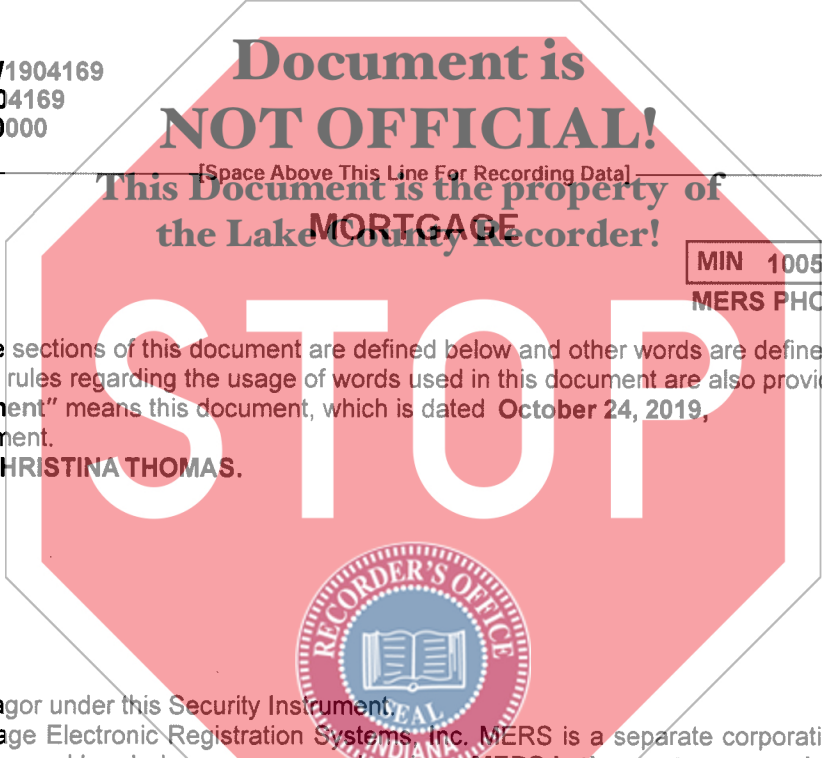 Document is
1904169
04169
NOT OFFICIAL!
000
[Space Above This Line For Recording Data]
This Document is the property of
MORTGAGE
the Lake County Recorder!
MIN 1005
MERS PHO
STOP
e sections of this document are defined below and other words are define
rules regarding the usage of words used in this document are also provi
ent" means this document, which is dated October 24, 2019,
ment.
HRISTINA THOMAS.
RECORDER'S OFFICE
SEAL
INDIANA
agor under this Security Instrument.
age Electronic Registration Systems, Inc. MERS is a separate corporati